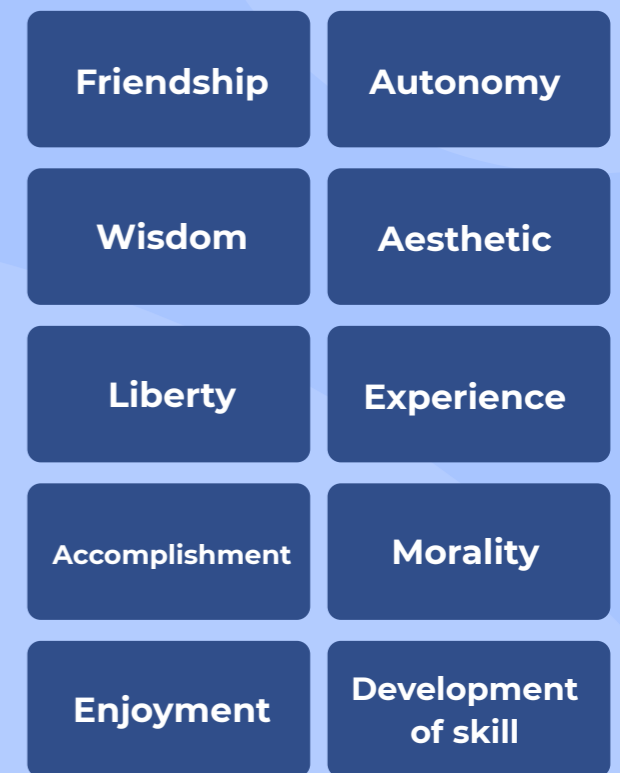 Friendship
Autonomy
Wisdom
Aesthetic
Liberty
Experience
Accomplishment
Morality
Enjoyment
Development
of skill